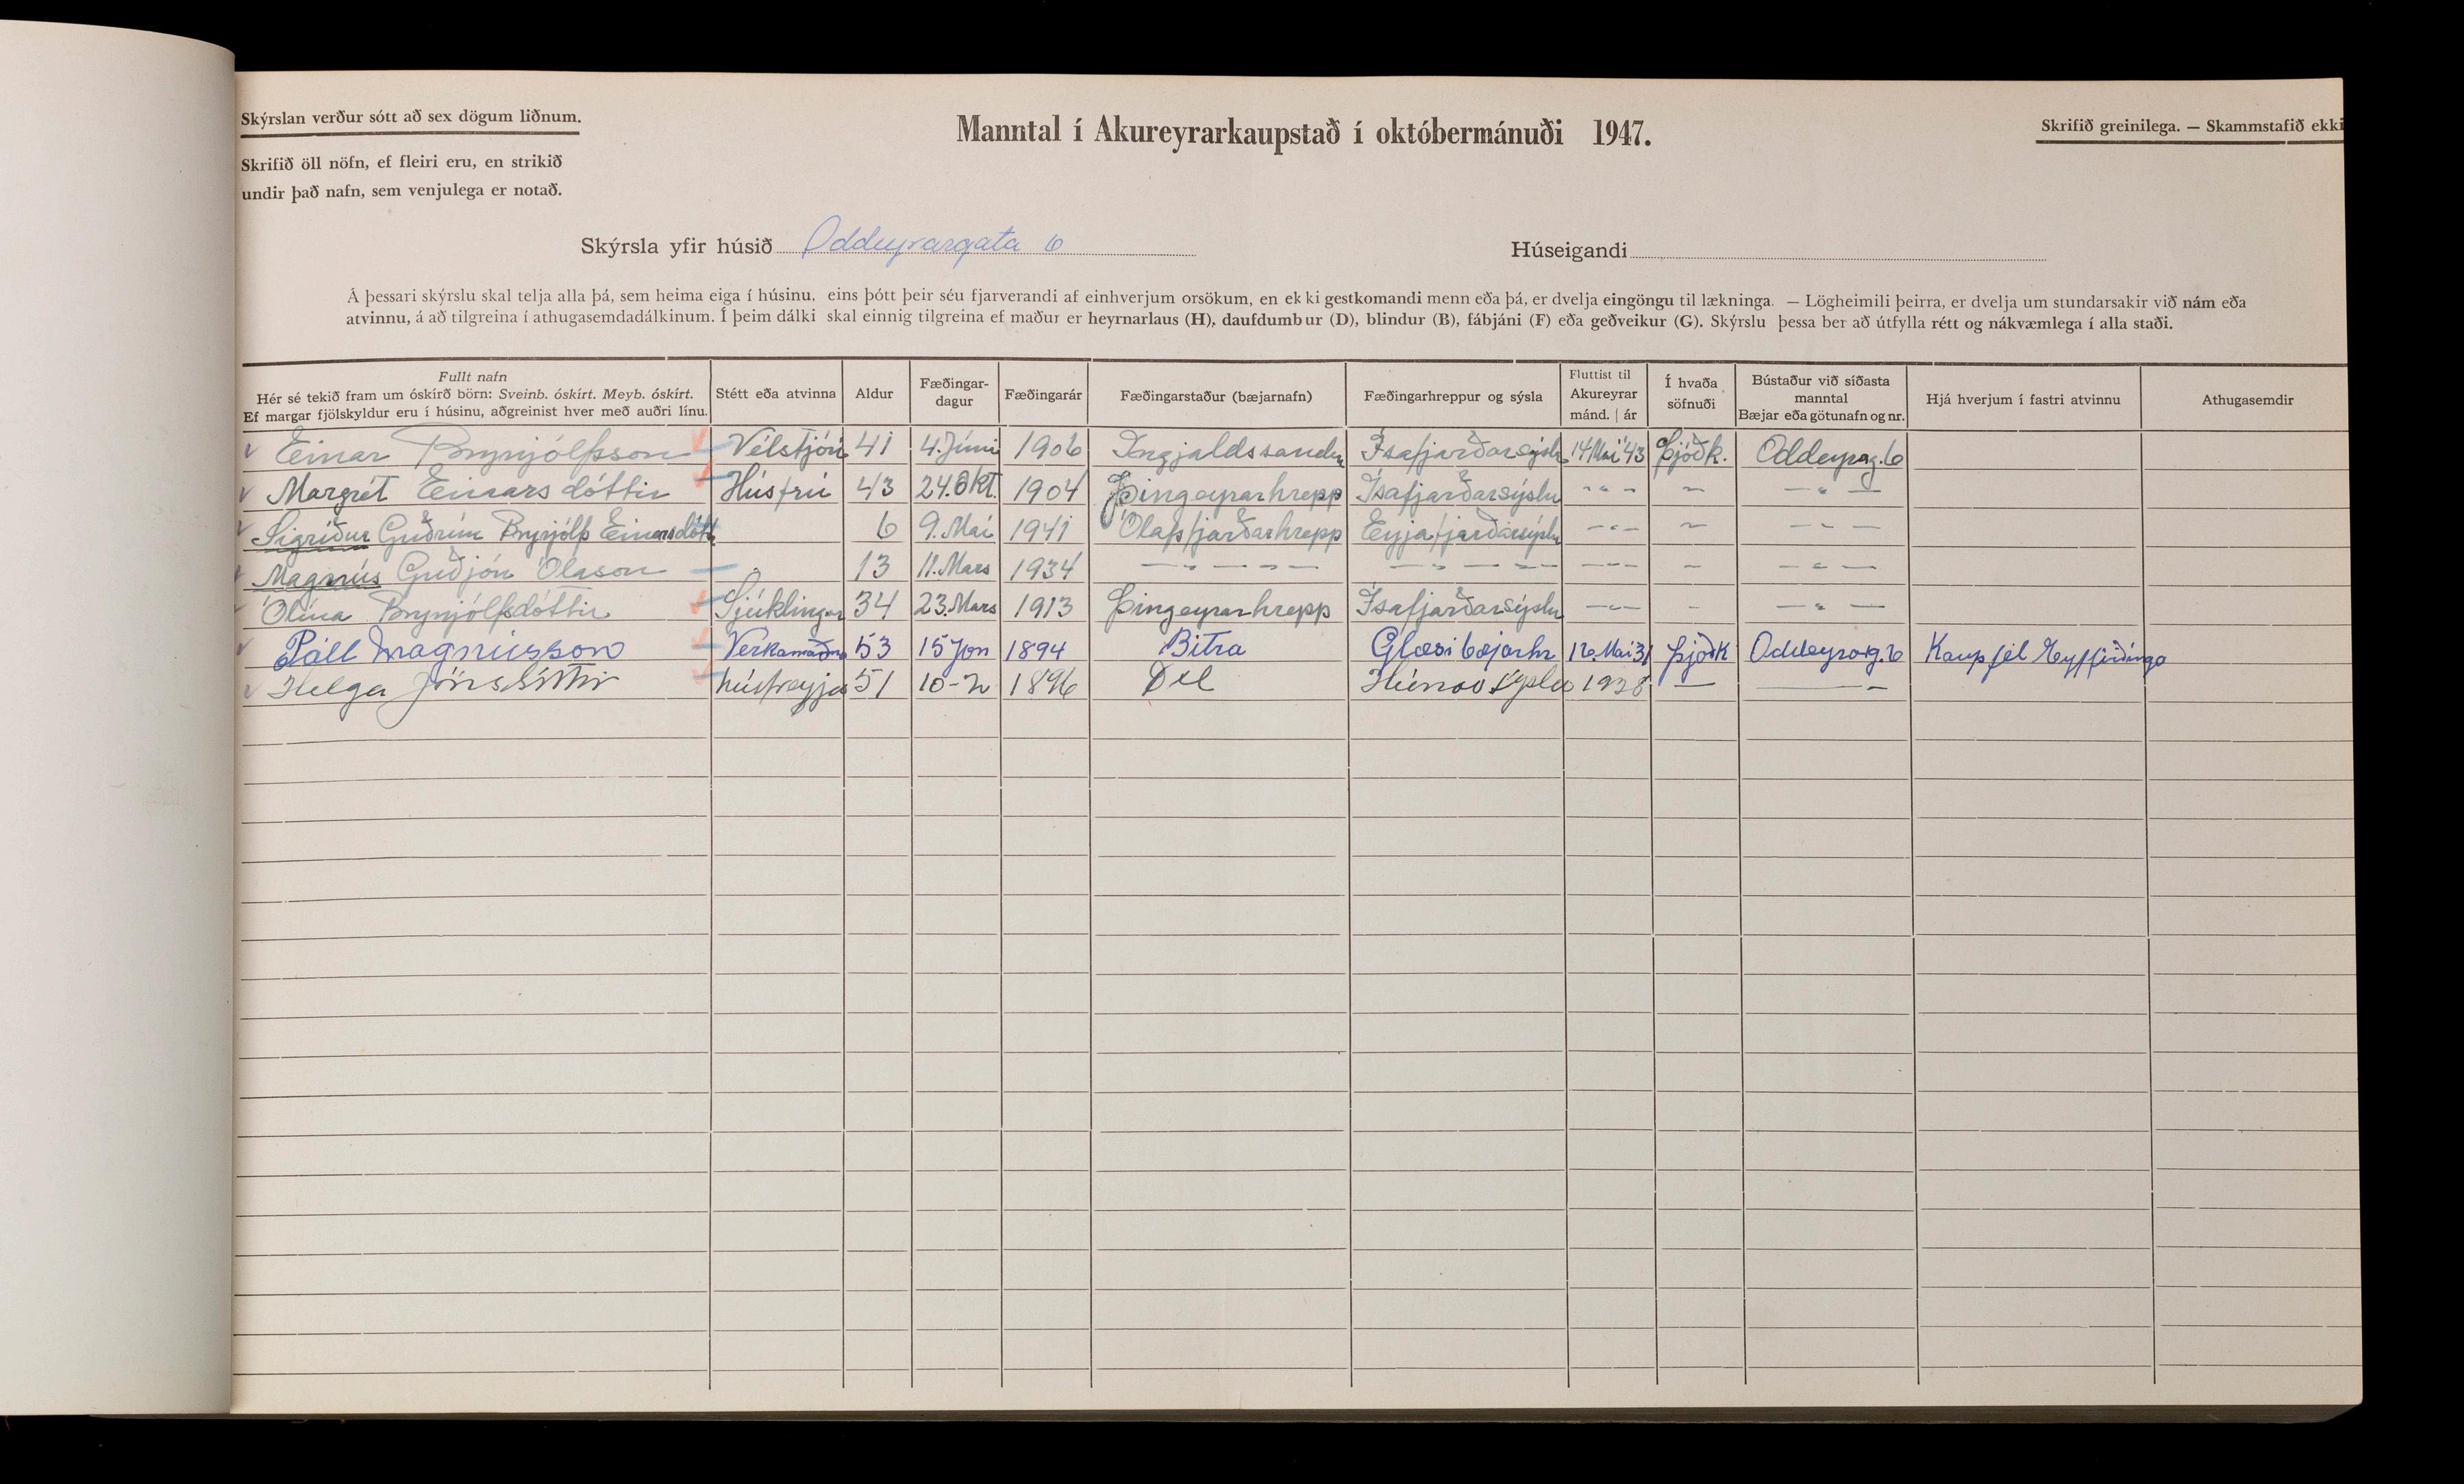 Skýrslan verður sótt að sex dögum liðnum.
Manntal í Akureyrarkaupstað í októbermánuði 1947.
Skrifið greinilega. — Skammstafið ekki
Skrifið öll nöfn, ef fleiri eru, en strikið
undir það nafn, sem venjulega er notað.
Skýrsla yfir húsið Oddeyrargata 6 Húseigandi
Á þessari skýrslu skal telja alla þá, sem heima eiga í húsinu, eins þótt þeir séu fjarverandi af einhverjum orsökum, en ekki gestkomandi menn eða þá, er dvelja eingöngu til lækninga. — Lögheimili þeirra, er dvelja um stundarsakir við nám eða
atvinnu, á að tilgreina í athugasemdadálkinum. Í þeim dálki skal einnig tilgreina ef maður er heyrnarlaus (H), daufdumbur (D), blindur (B), fábjáni (F) eða geðveikur (G). Skýrslu þessa ber að útfylla rétt og nákvæmlega í alla staði.
Fullt nafn
Hér sé tekið fram um óskírð börn: Sveinb. óskírt. Meyb. óskírt.
Ef margar fjölskyldur eru í húsinu, aðgreinist hver með auðri línu.
Stétt eða atvinna
Aldur
Fæðingar-
dagur
Fæðingarár
Fæðingarstaður (bæjarnafn)
Fæðingarhreppur og sýsla
Fluttist til
Akureyrar
mánd. | ár
Í hvaða
söfnuði
Bústaður við síðasta
manntal
Bæjar eða götunafn og nr.
Hjá hverjum í fastri atvinnu
Athugasemdir
Einar Brynjólfsson Vélstjóri 41 4. Júní 1906 Ingjaldssandu Ísafjarðarsýslu 14 Mai '43 Þjóðk. Oddeyrag. 6
Margrét Einarsdóttir Húsfrú 43 24. Okt. 1904 Þingeyrarhrepp Ísafjarðarsýslu - " - ~ — " —
Sigríður Guðrún Brynjólfs Einarsdótt 6 9. Maí 1941 Ólafsfjarðarhrepp Eyjafjarðarsýslu - " - ~ — " —
Magnús Guðjón Ólason 13 11. Mars 1934 — " — " — — " — " — - " - ~ — " —
Ólína Brynjólfsdóttir Sjúklingur 34 23. Mars 1913 Þingeyrarhrepp Ísafjarðarsýslu - " - - — " —
Páll Magnússon Verkamaður 53 15 Jan 1894 Bitra Glæsibæjarhr 12. Mai 31 Þjóðk Oddeyrarg. 6 Kaupfél Eyfirðinga
Helga Jónsdóttir húsfreyja 51 10-2 1896 Húnav sýslu 1928 — —